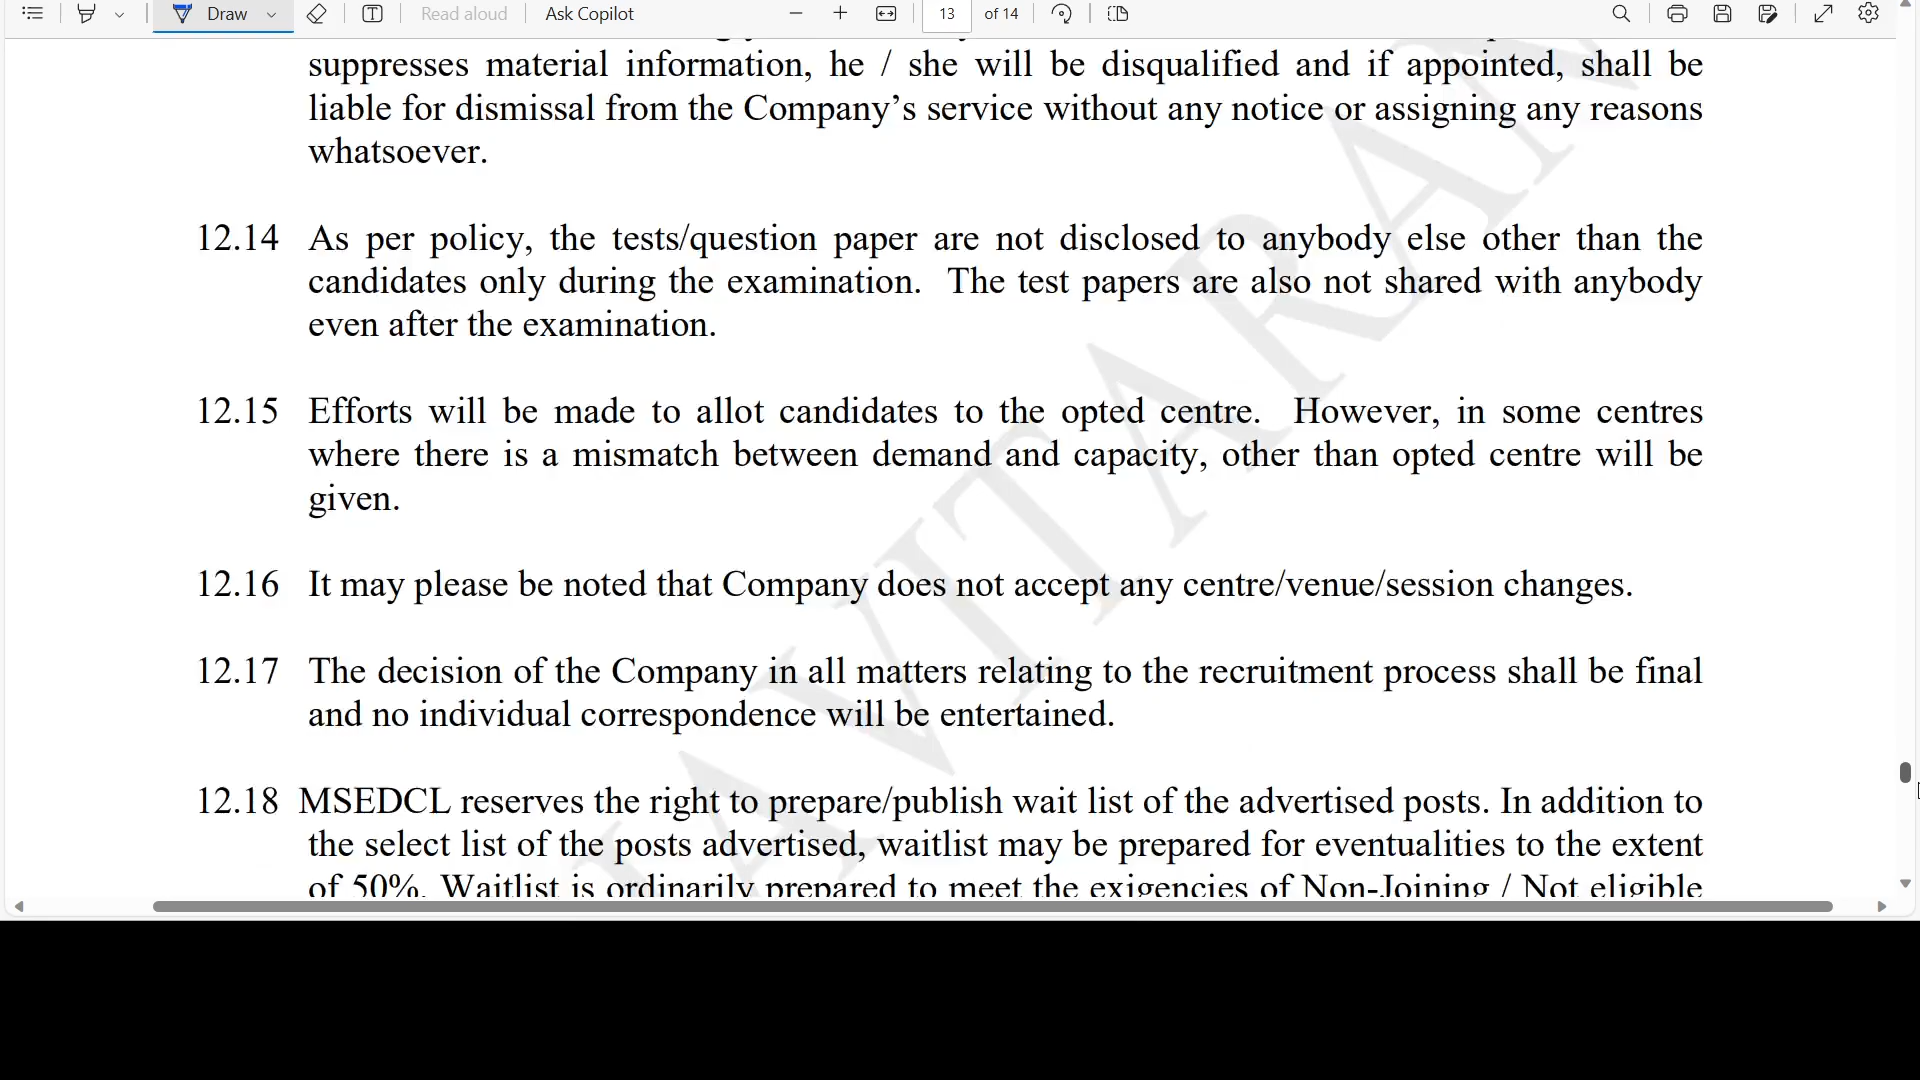 Draw
Read aloud
Ask Copilot
13 of 14
suppresses material information, he / she will be disqualified and if appointed, shall be
liable for dismissal from the Company’s service without any notice or assigning any reasons
whatsoever.
12.14 As per policy, the tests/question paper are not disclosed to anybody else other than the
candidates only during the examination. The test papers are also not shared with anybody
even after the examination.
12.15 Efforts will be made to allot candidates to the opted centre. However, in some centres
where there is a mismatch between demand and capacity, other than opted centre will be
given.
12.16 It may please be noted that Company does not accept any centre/venue/session changes.
12.17 The decision of the Company in all matters relating to the recruitment process shall be final
and no individual correspondence will be entertained.
12.18 MSEDCL reserves the right to prepare/publish wait list of the advertised posts. In addition to
the select list of the posts advertised, waitlist may be prepared for eventualities to the extent
of 50%. Waitlist is ordinarily prepared to meet the exigencies of Non-Joining / Not eligible
AVITARAN